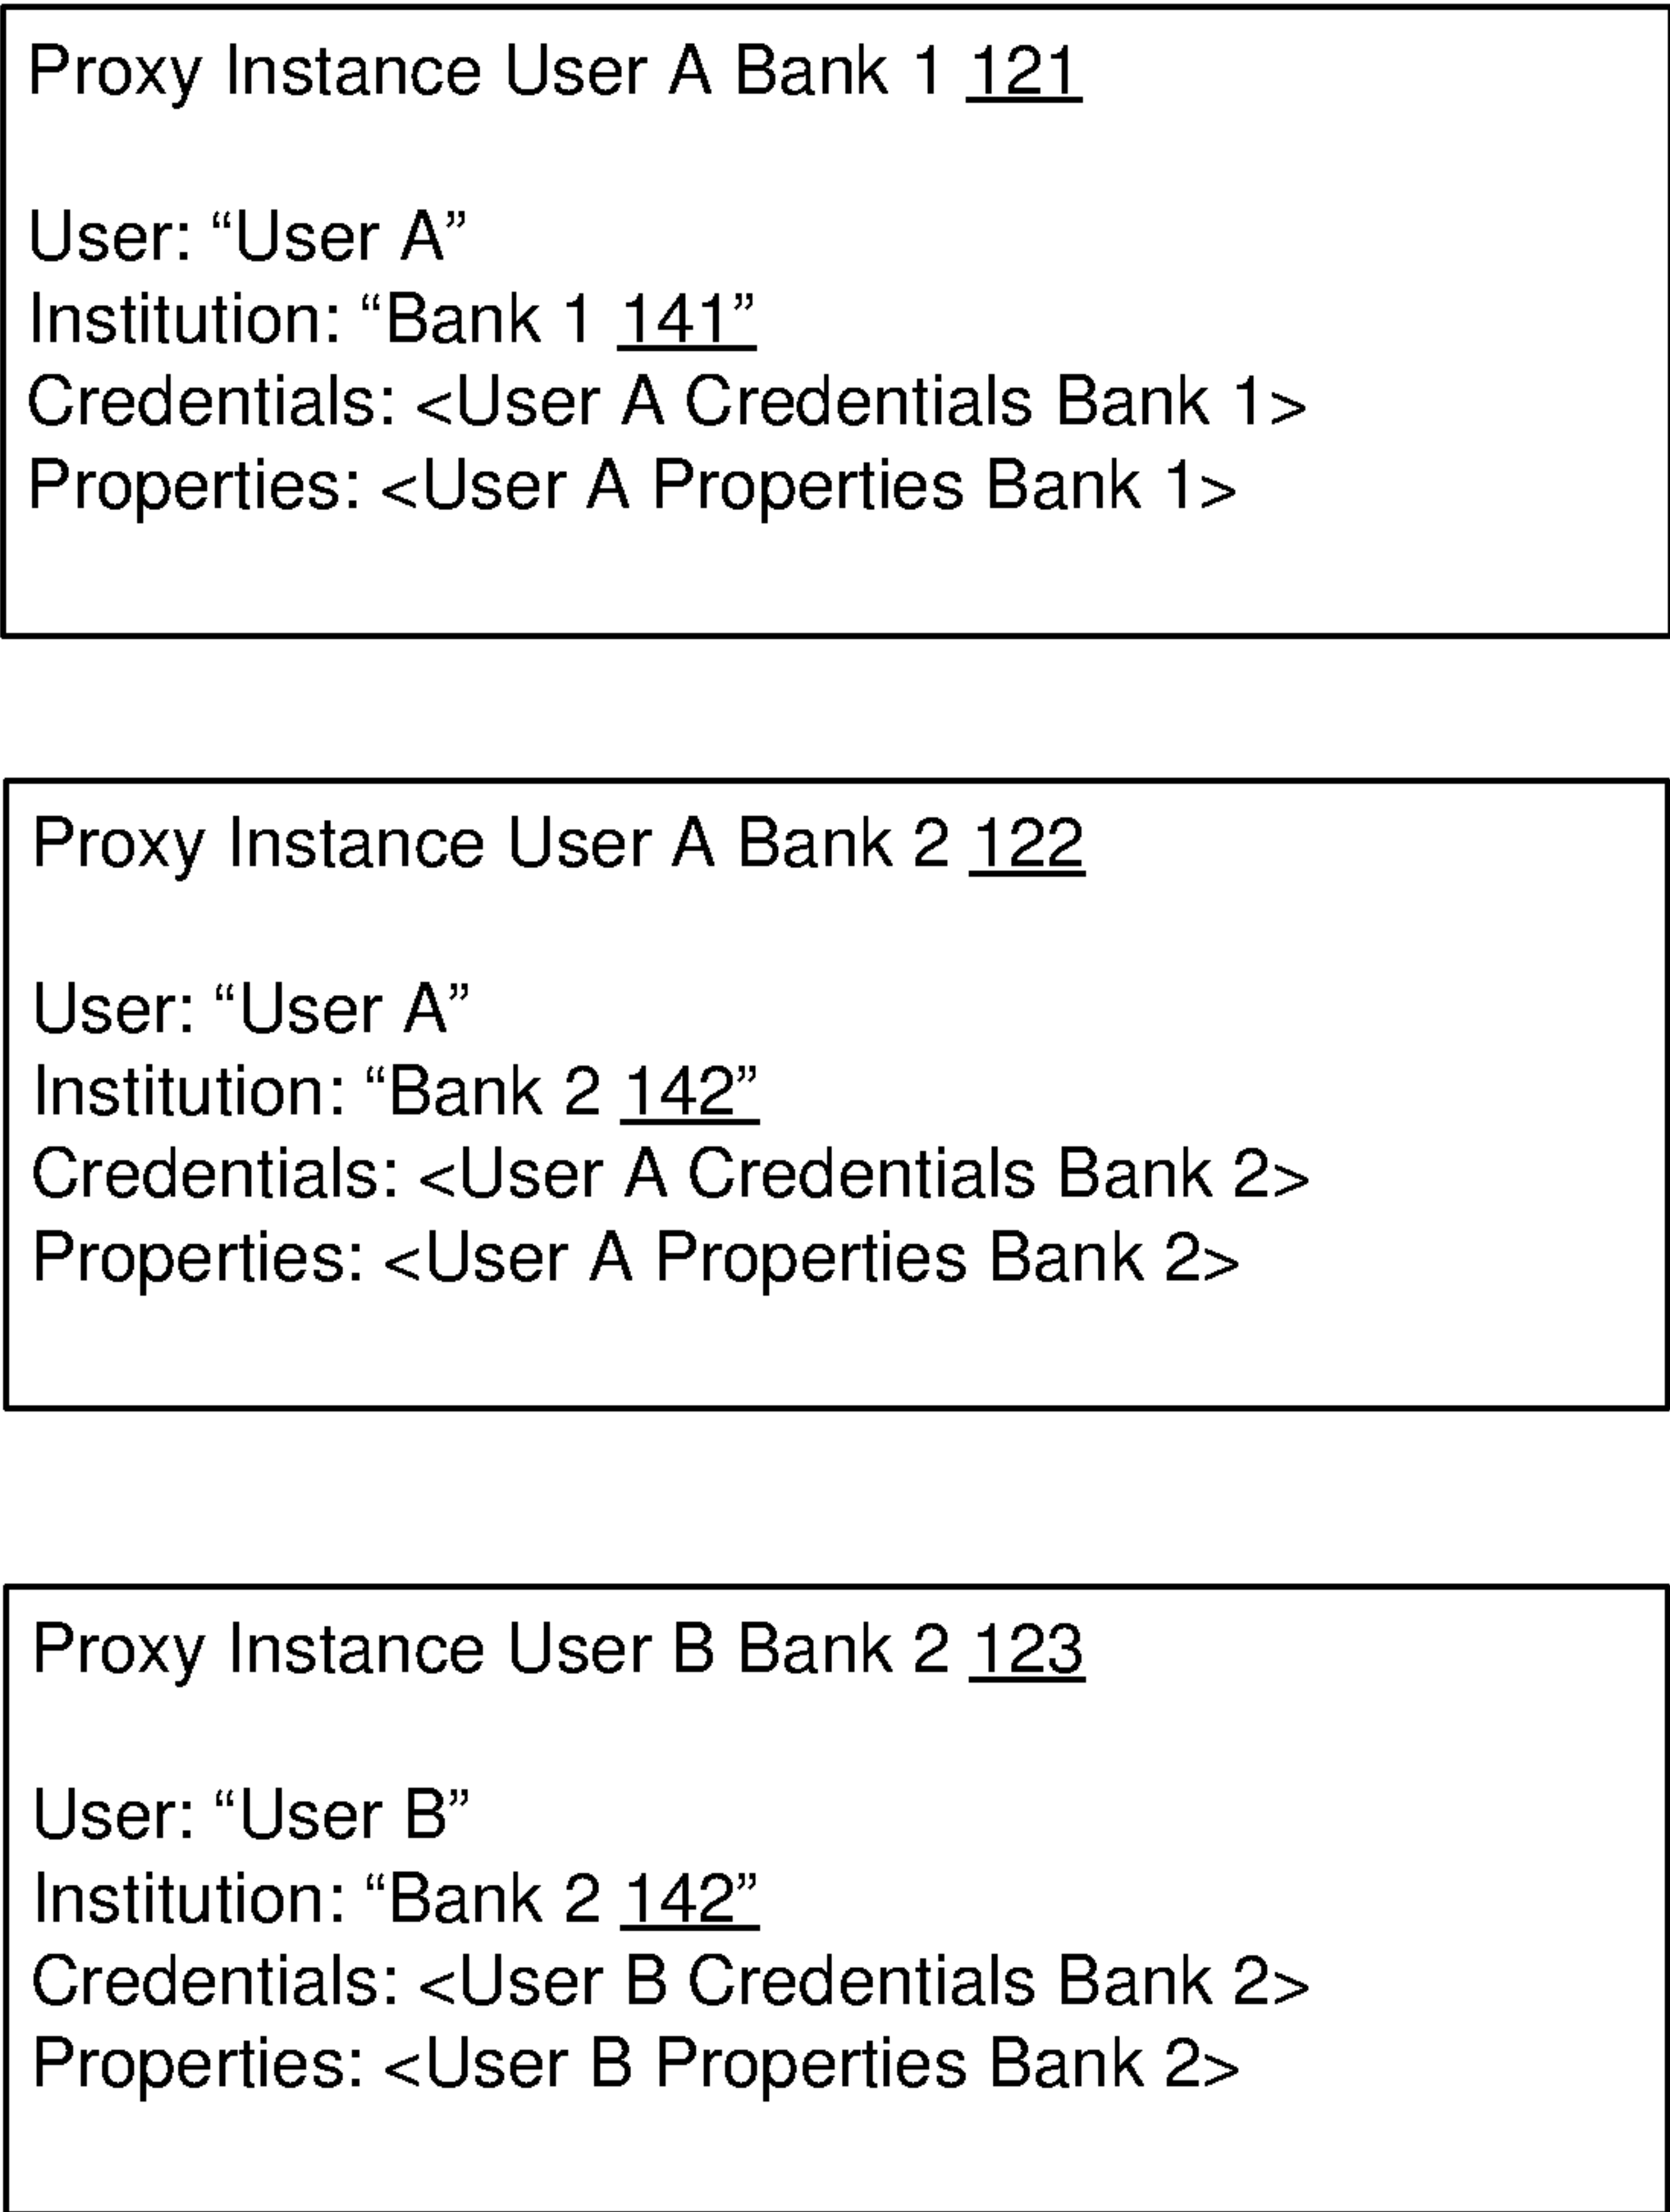 Proxy Instance User A Bank 1 121
User: “User A”
Institution: “Bank 1 141”
Credentials: <User A Credentials Bank 1>
Properties: <User A Properties Bank 1>
Proxy Instance User A Bank 2 122
User: “User A”
Institution: “Bank 2 142”
Credentials: <User A Credentials Bank 2>
Properties: <User A Properties Bank 2>
Proxy Instance User B Bank 2 123
User: “User B”
Institution: “Bank 2 142”
Credentials: <User B Credentials Bank 2>
Properties: <User B Properties Bank 2>